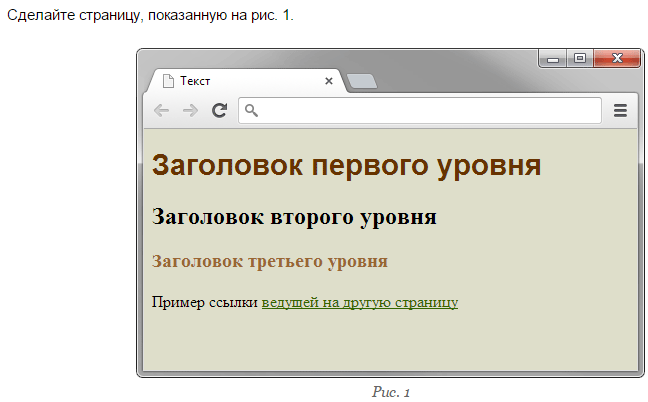 Сделайте страницу, показанную на рис. 1.
Текст
Заголовок первого уровня
Заголовок второго уровня
Заголовок третьего уровня
Пример ссылки ведущей на другую страницу
Рис. 1